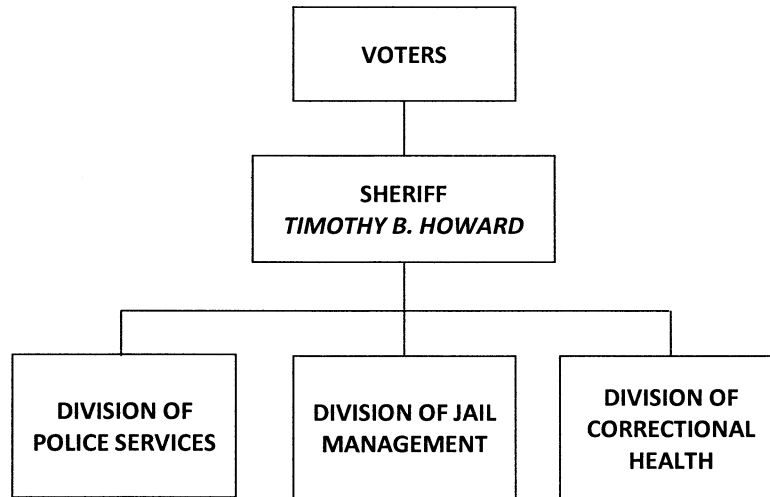 VOTERS
SHERIFF
TIMOTHY B. HOWARD
DIVISION OF
POLICE SERVICES
DIVISION OF JAIL
MANAGEMENT
DIVISION OF
CORRECTIONAL
HEALTH